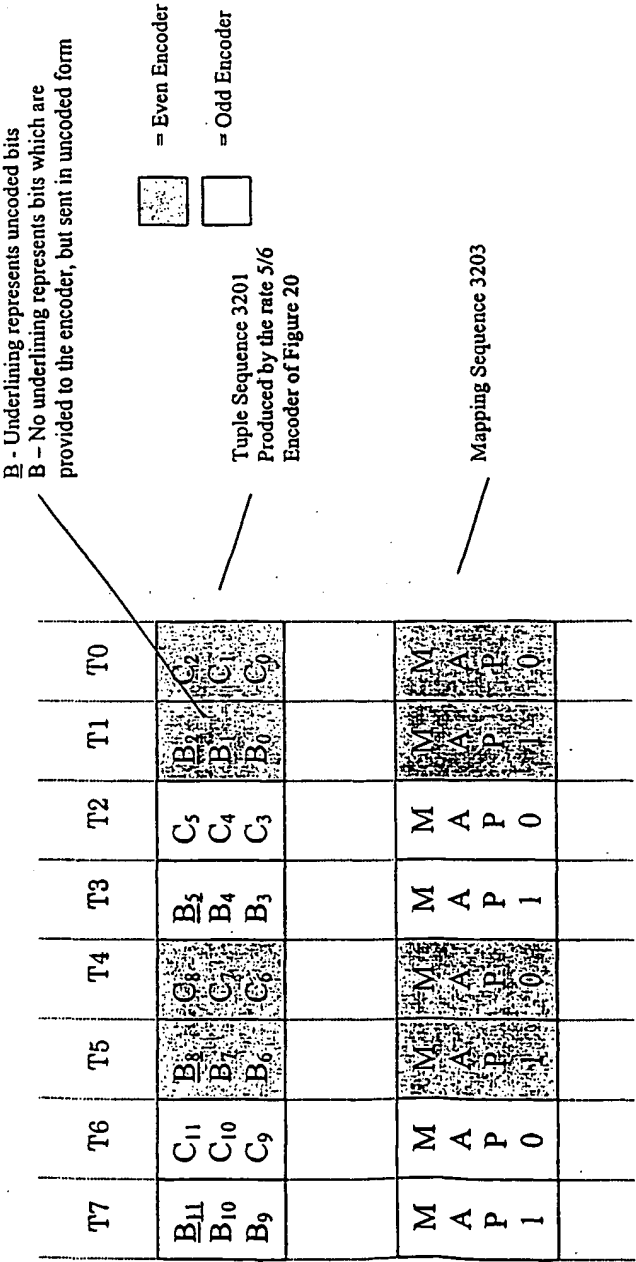 B - Underlining represents uncoded bits
B – No underlining represents bits which are
provided to the encoder, but sent in uncoded form
= Even Encoder
= Odd Encoder
T7 T6 T5 T4 T3 T2 T1 T0
B11 C11 B8 C8 B5 C5 B2 C2
B10 C10 B7 C7 B4 C4 B1 C1
B9 C9 B6 C6 B3 C3 B0 C0
Tuple Sequence 3201
Produced by the rate 5/6
Encoder of Figure 20
M M M M M M M M
A A A A A A A A
P P P P P P P P
1 0 1 0 1 0 1 0
Mapping Sequence 3203